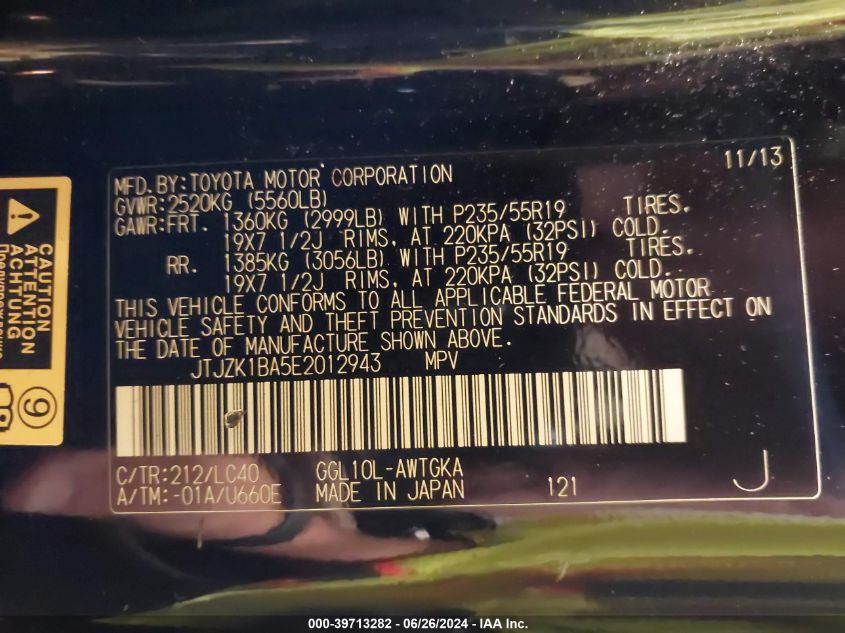 11/13
MFD. BY: TOYOTA MOTOR CORPORATION
GVWR: 2520KG (5560LB)
GAWR: FRT. 1360KG (2999LB) WITH P235/55R19 TIRES.
19X7 1/2J RIMS. AT 220KPA (32PSI) COLD.
RR. 1385KG (3056LB) WITH P235/55R19 TIRES.
19X7 1/2J RIMS. AT 220KPA (32PSI) COLD.
THIS VEHICLE CONFORMS TO ALL APPLICABLE FEDERAL MOTOR
VEHICLE SAFETY AND THEFT PREVENTION STANDARDS IN EFFECT ON
THE DATE OF MANUFACTURE SHOWN ABOVE.
JTJZK1BA5E2012943 MPV
C/TR: 212/LC40 GGL10L-AWTGKA
A/TM: -01A/U660E MADE IN JAPAN 121 J
CAUTION
ATTENTION
ACHTUNG
9
000-39713282 - 06/26/2024 - IAA Inc.